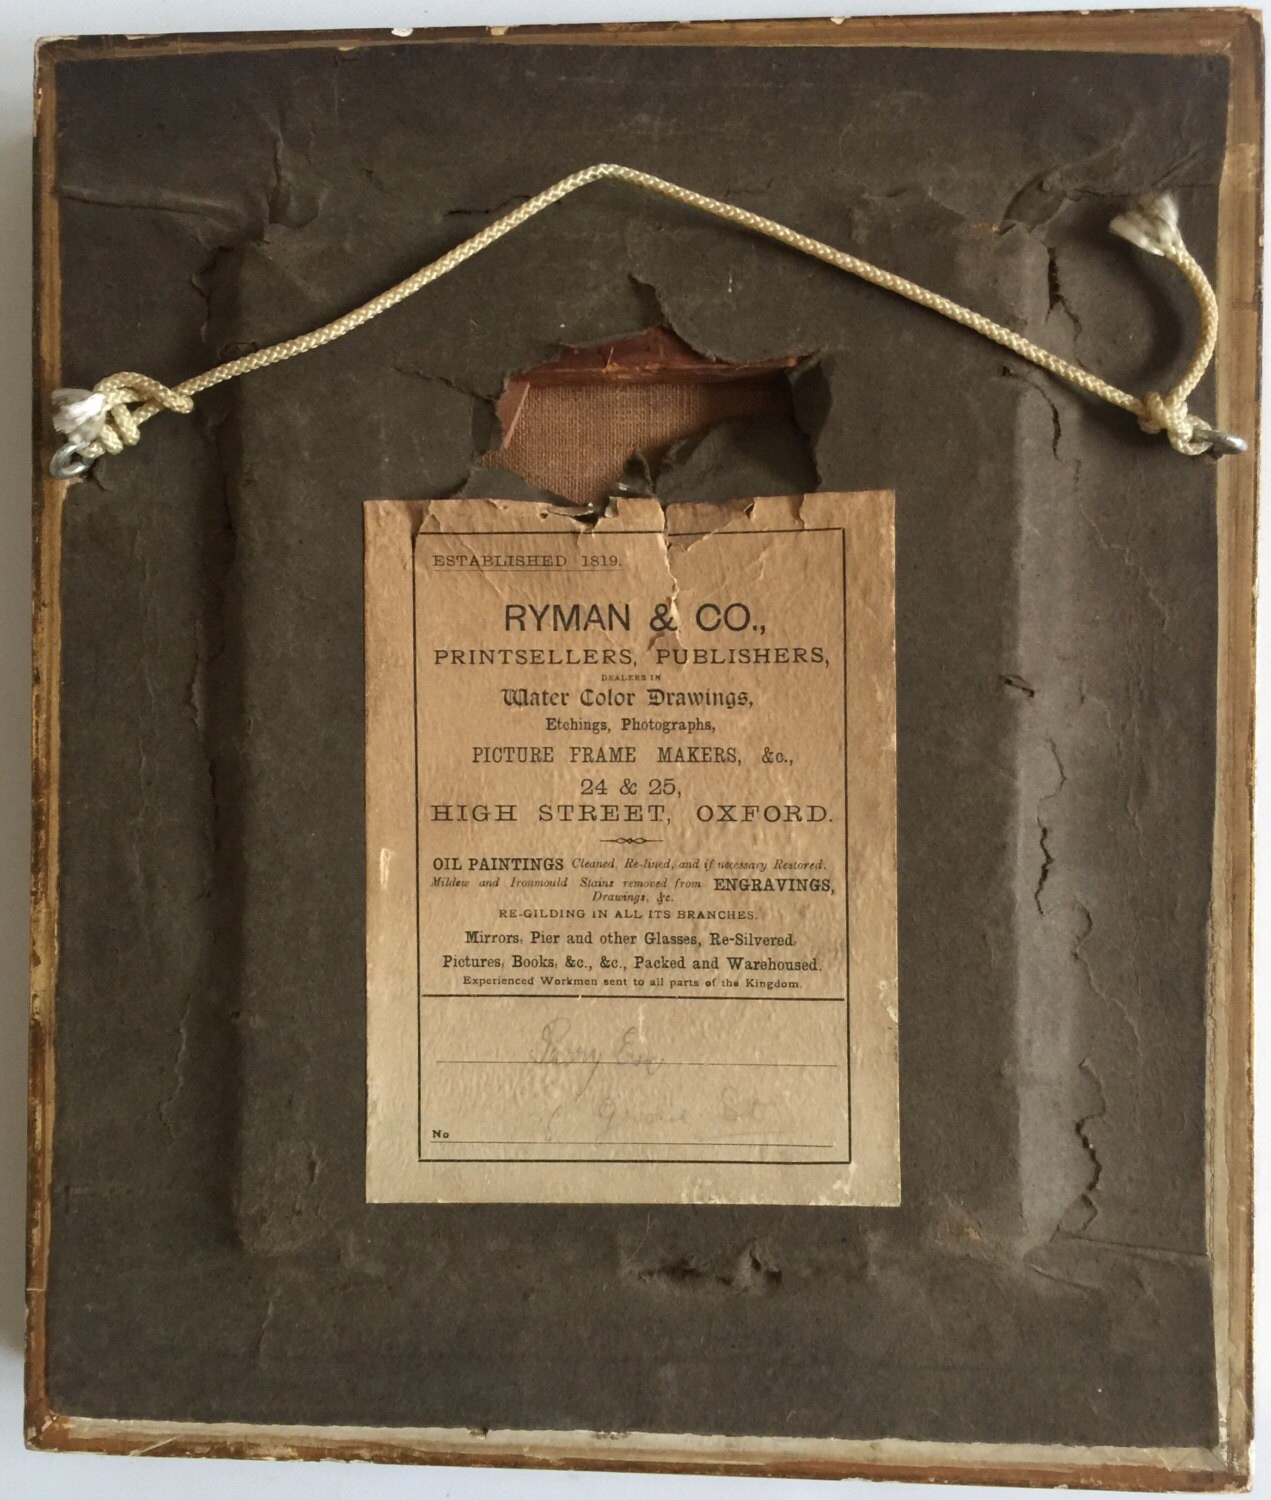 ESTABLISHED 1819.
RYMAN & CO.,
PRINTSELLERS, PUBLISHERS,
DEALERS IN
Water Color Drawings,
Etchings, Photographs,
PICTURE FRAME MAKERS, &c.,
24 & 25,
HIGH STREET, OXFORD.
OIL PAINTINGS Cleaned, Re-lined, and if necessary Restored.
Mildew and Ironmould Stains removed from ENGRAVINGS,
Drawings, &c.
RE-GILDING IN ALL ITS BRANCHES.
Mirrors, Pier and other Glasses, Re-Silvered.
Pictures, Books, &c., &c., Packed and Warehoused.
Experienced Workmen sent to all parts of the Kingdom.
No